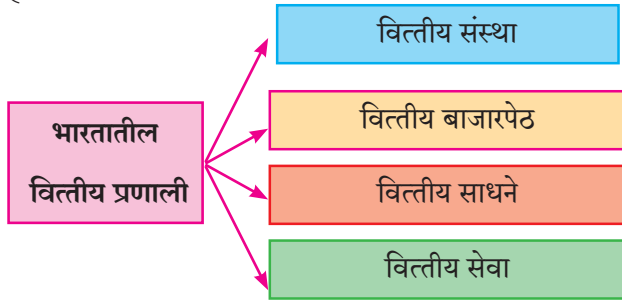 भारतातील
वित्तीय प्रणाली
वित्तीय संस्था
वित्तीय बाजारपेठ
वित्तीय साधने
वित्तीय सेवा